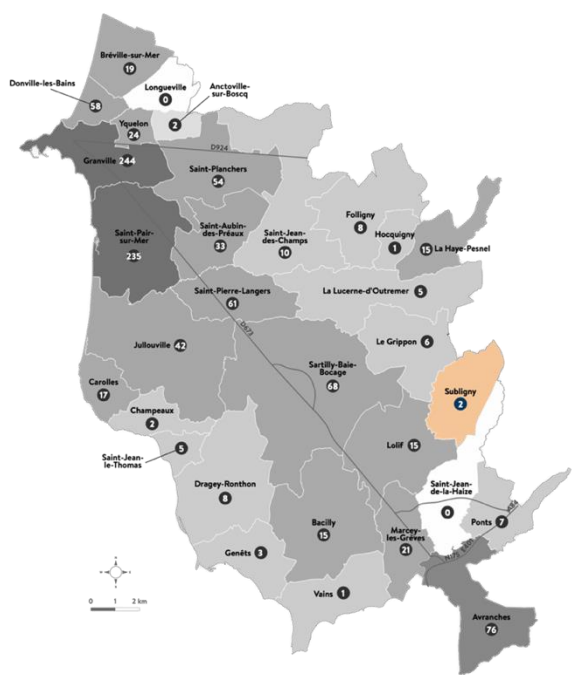 Bréville-sur-Mer
19
Donville-les-Bains
58
Longueville
0
Anctoville-
sur-Boscq
2
Yquelon
24
D924
Granville 244
Saint-Planchers
54
Saint-Pair-
sur-Mer
235
Saint-Aubin-
des-Préaux
33
Saint-Jean-
des-Champs
10
Folligny
8
Hocquigny
1
15 La Haye-Pesnel
Saint-Pierre-Langers
61
La Lucerne-d'Outremer 5
D973
Jullouville 42
Le Grippon 6
Sartilly-Baie-
Bocage
68
Carolles
17
Subligny
2
Champeaux
2
Lolif 15
5
Saint-Jean-
le-Thomas
Saint-Jean-
de-la-Haize
0
Dragey-Ronthon
8
A84
Ponts 7
Bacilly
15
Marcey-
les-Grèves
21
Genêts 3
N175
Vains 1
0 1 2 km
Avranches
76